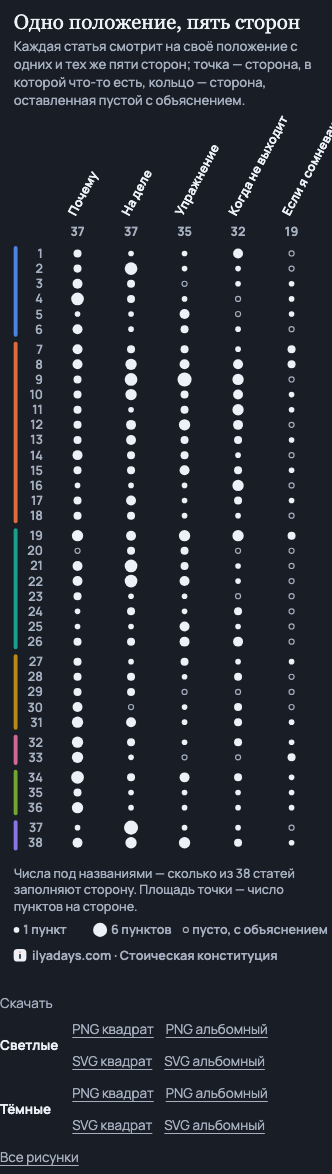 Одно положение, пять сторон
Каждая статья смотрит на своё положение с
одних и тех же пяти сторон; точка — сторона, в
которой что-то есть, кольцо — сторона,
оставленная пустой с объяснением.
Почему
На деле
Упражнение
Когда не выходит
Если я
37 37 35 32 19
1
2
3
4
5
6
7
8
9
10
11
12
13
14
15
16
17
18
19
20
21
22
23
24
25
26
27
28
29
30
31
32
33
34
35
36
37
38
Числа под названиями — сколько из 38 статей
заполняют сторону. Площадь точки — число
пунктов на стороне.
1 пункт 6 пунктов пусто, с объяснением
ilyadays.com · Стоическая конституция
Скачать
Светлые
PNG квадрат PNG альбомный
SVG квадрат SVG альбомный
Тёмные
PNG квадрат PNG альбомный
SVG квадрат SVG альбомный
Все рисунки